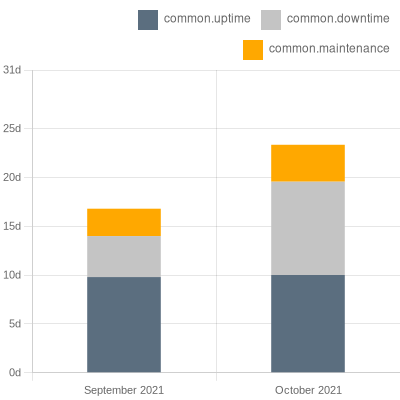 common.uptime common.downtime
common.maintenance
31d
25d
20d
15d
10d
5d
0d
September 2021 October 2021